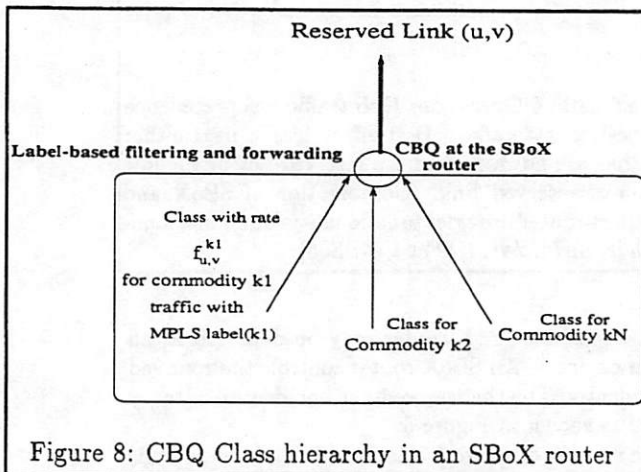 Reserved Link (u,v)
Label-based filtering and forwarding
CBQ at the SBoX
router
Class with rate
f_{u,v}^{k1}
for commodity k1
traffic with
MPLS label(k1)
Class for
Commodity k2
Class for
Commodity kN
Figure 8: CBQ Class hierarchy in an SBoX router